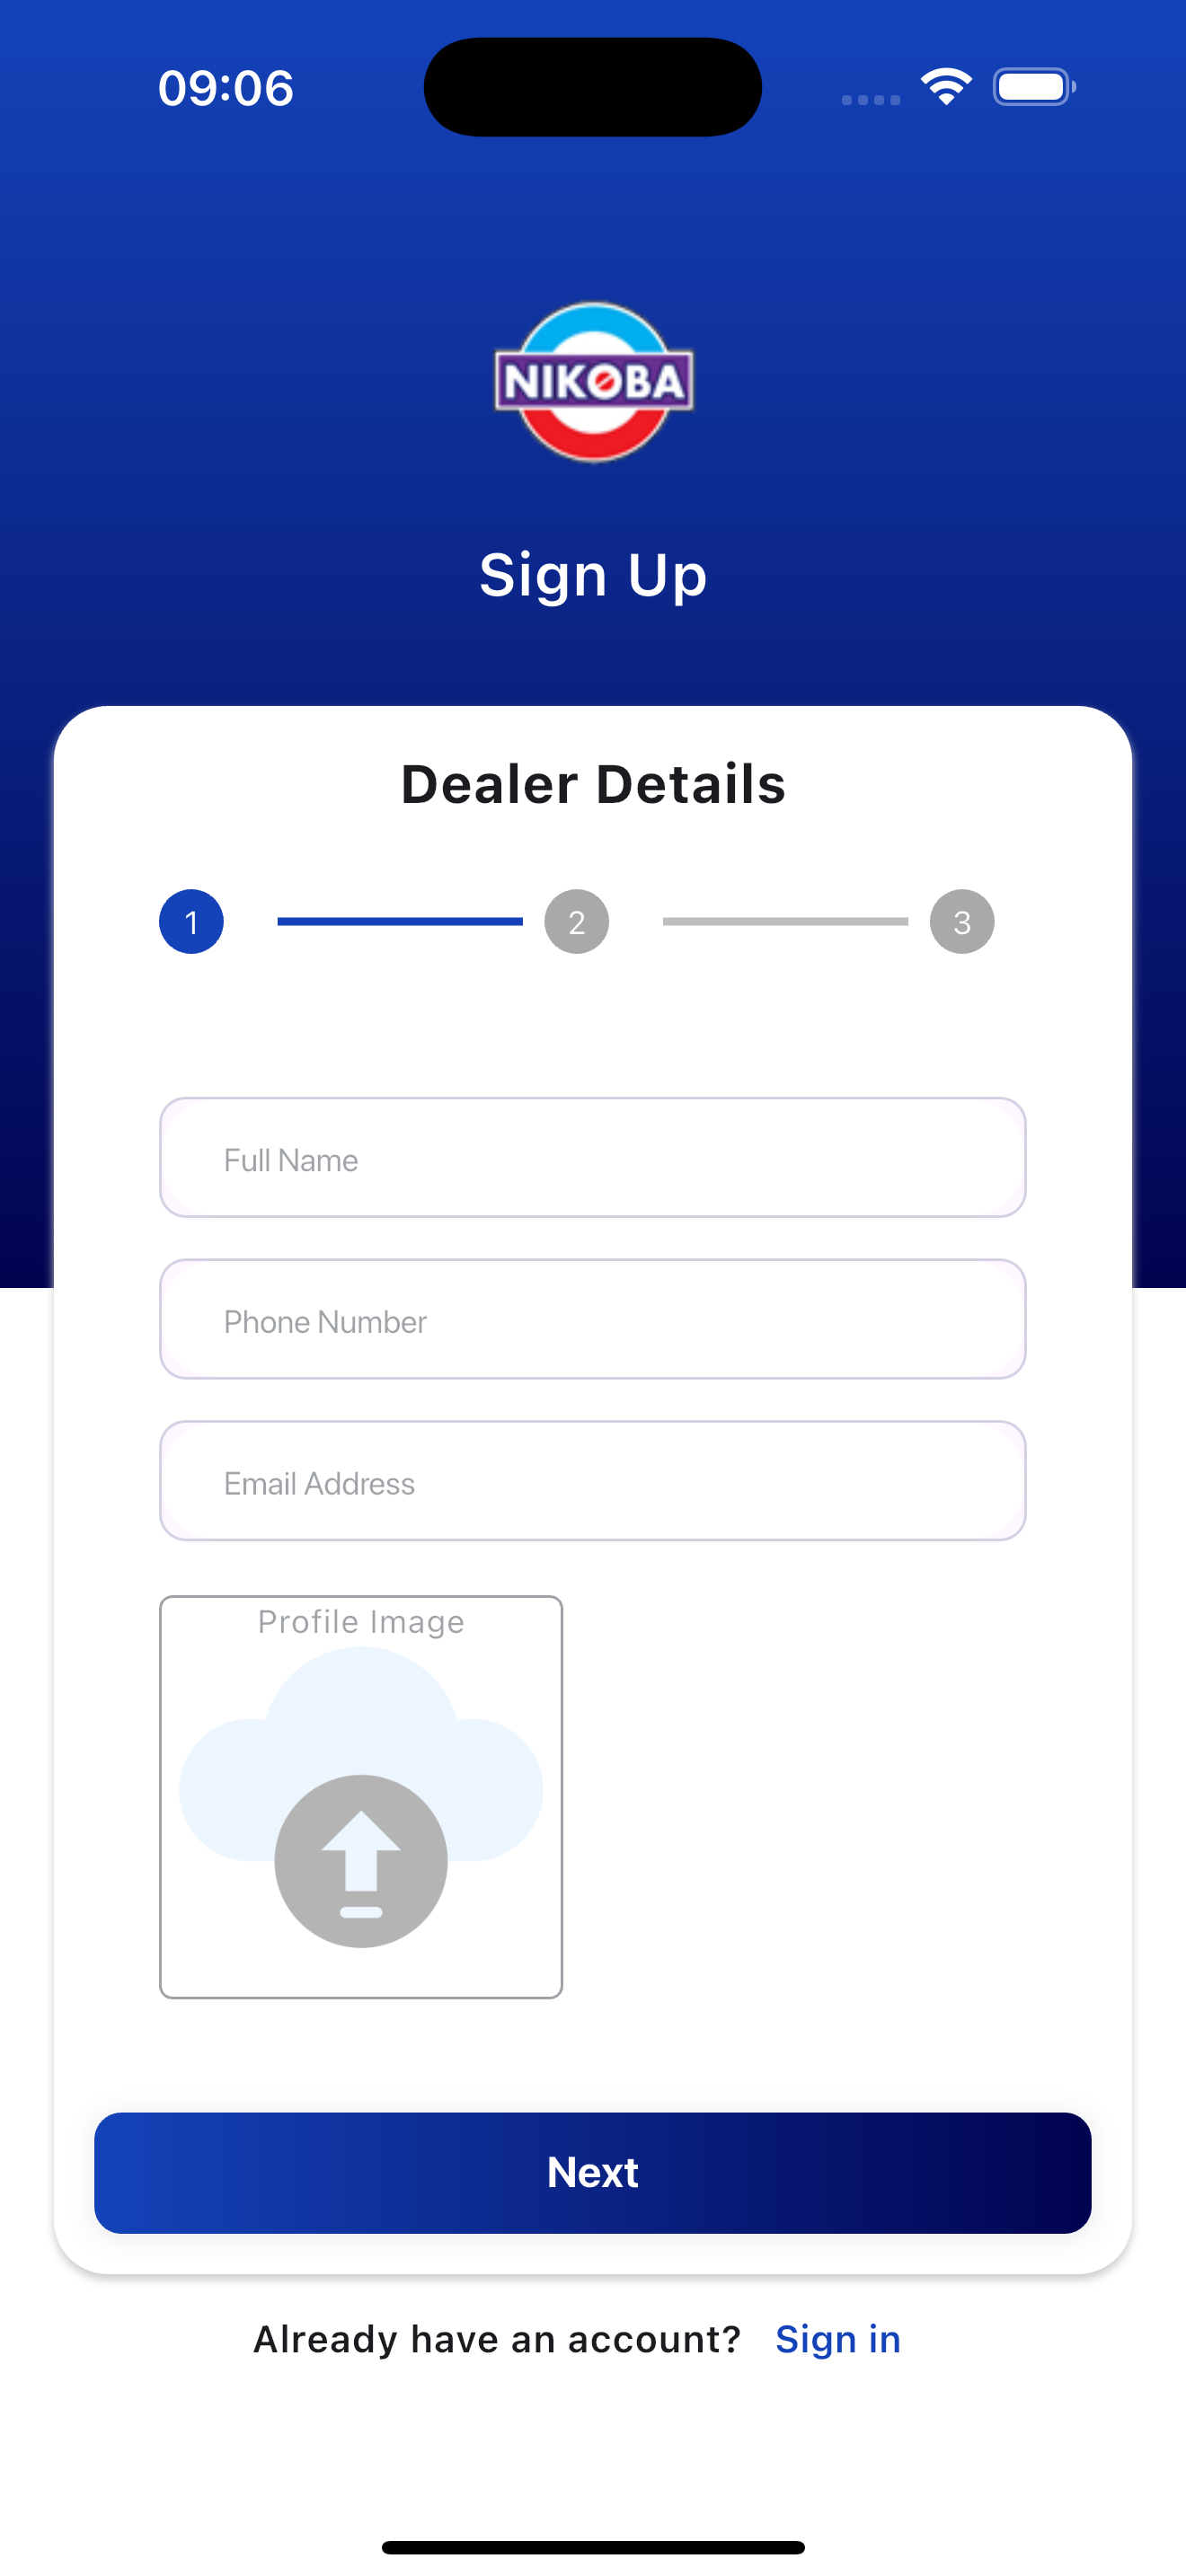 09:06
NIKOBA
Sign Up
Dealer Details
1 2 3
Full Name
Phone Number
Email Address
Profile Image
Next
Already have an account? Sign in